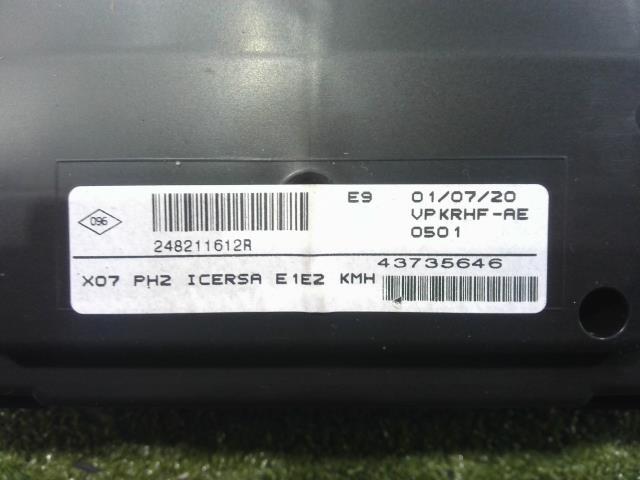 096
248211612R
E9 01/07/20
VPKRHF-AE
0501
43735646
X07 PH2 ICERSA E1E2 KMH